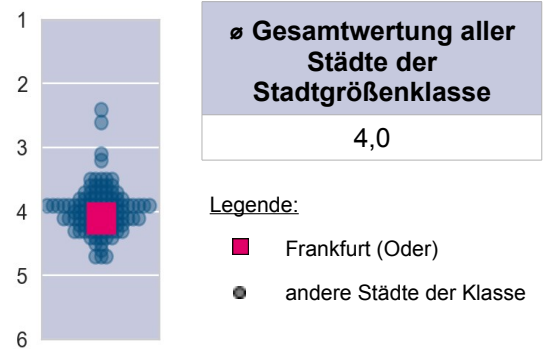 1
2
3
4
5
6
⌀ Gesamtwertung aller
Städte der
Stadtgrößenklasse
4,0
Legende:
Frankfurt (Oder)
andere Städte der Klasse